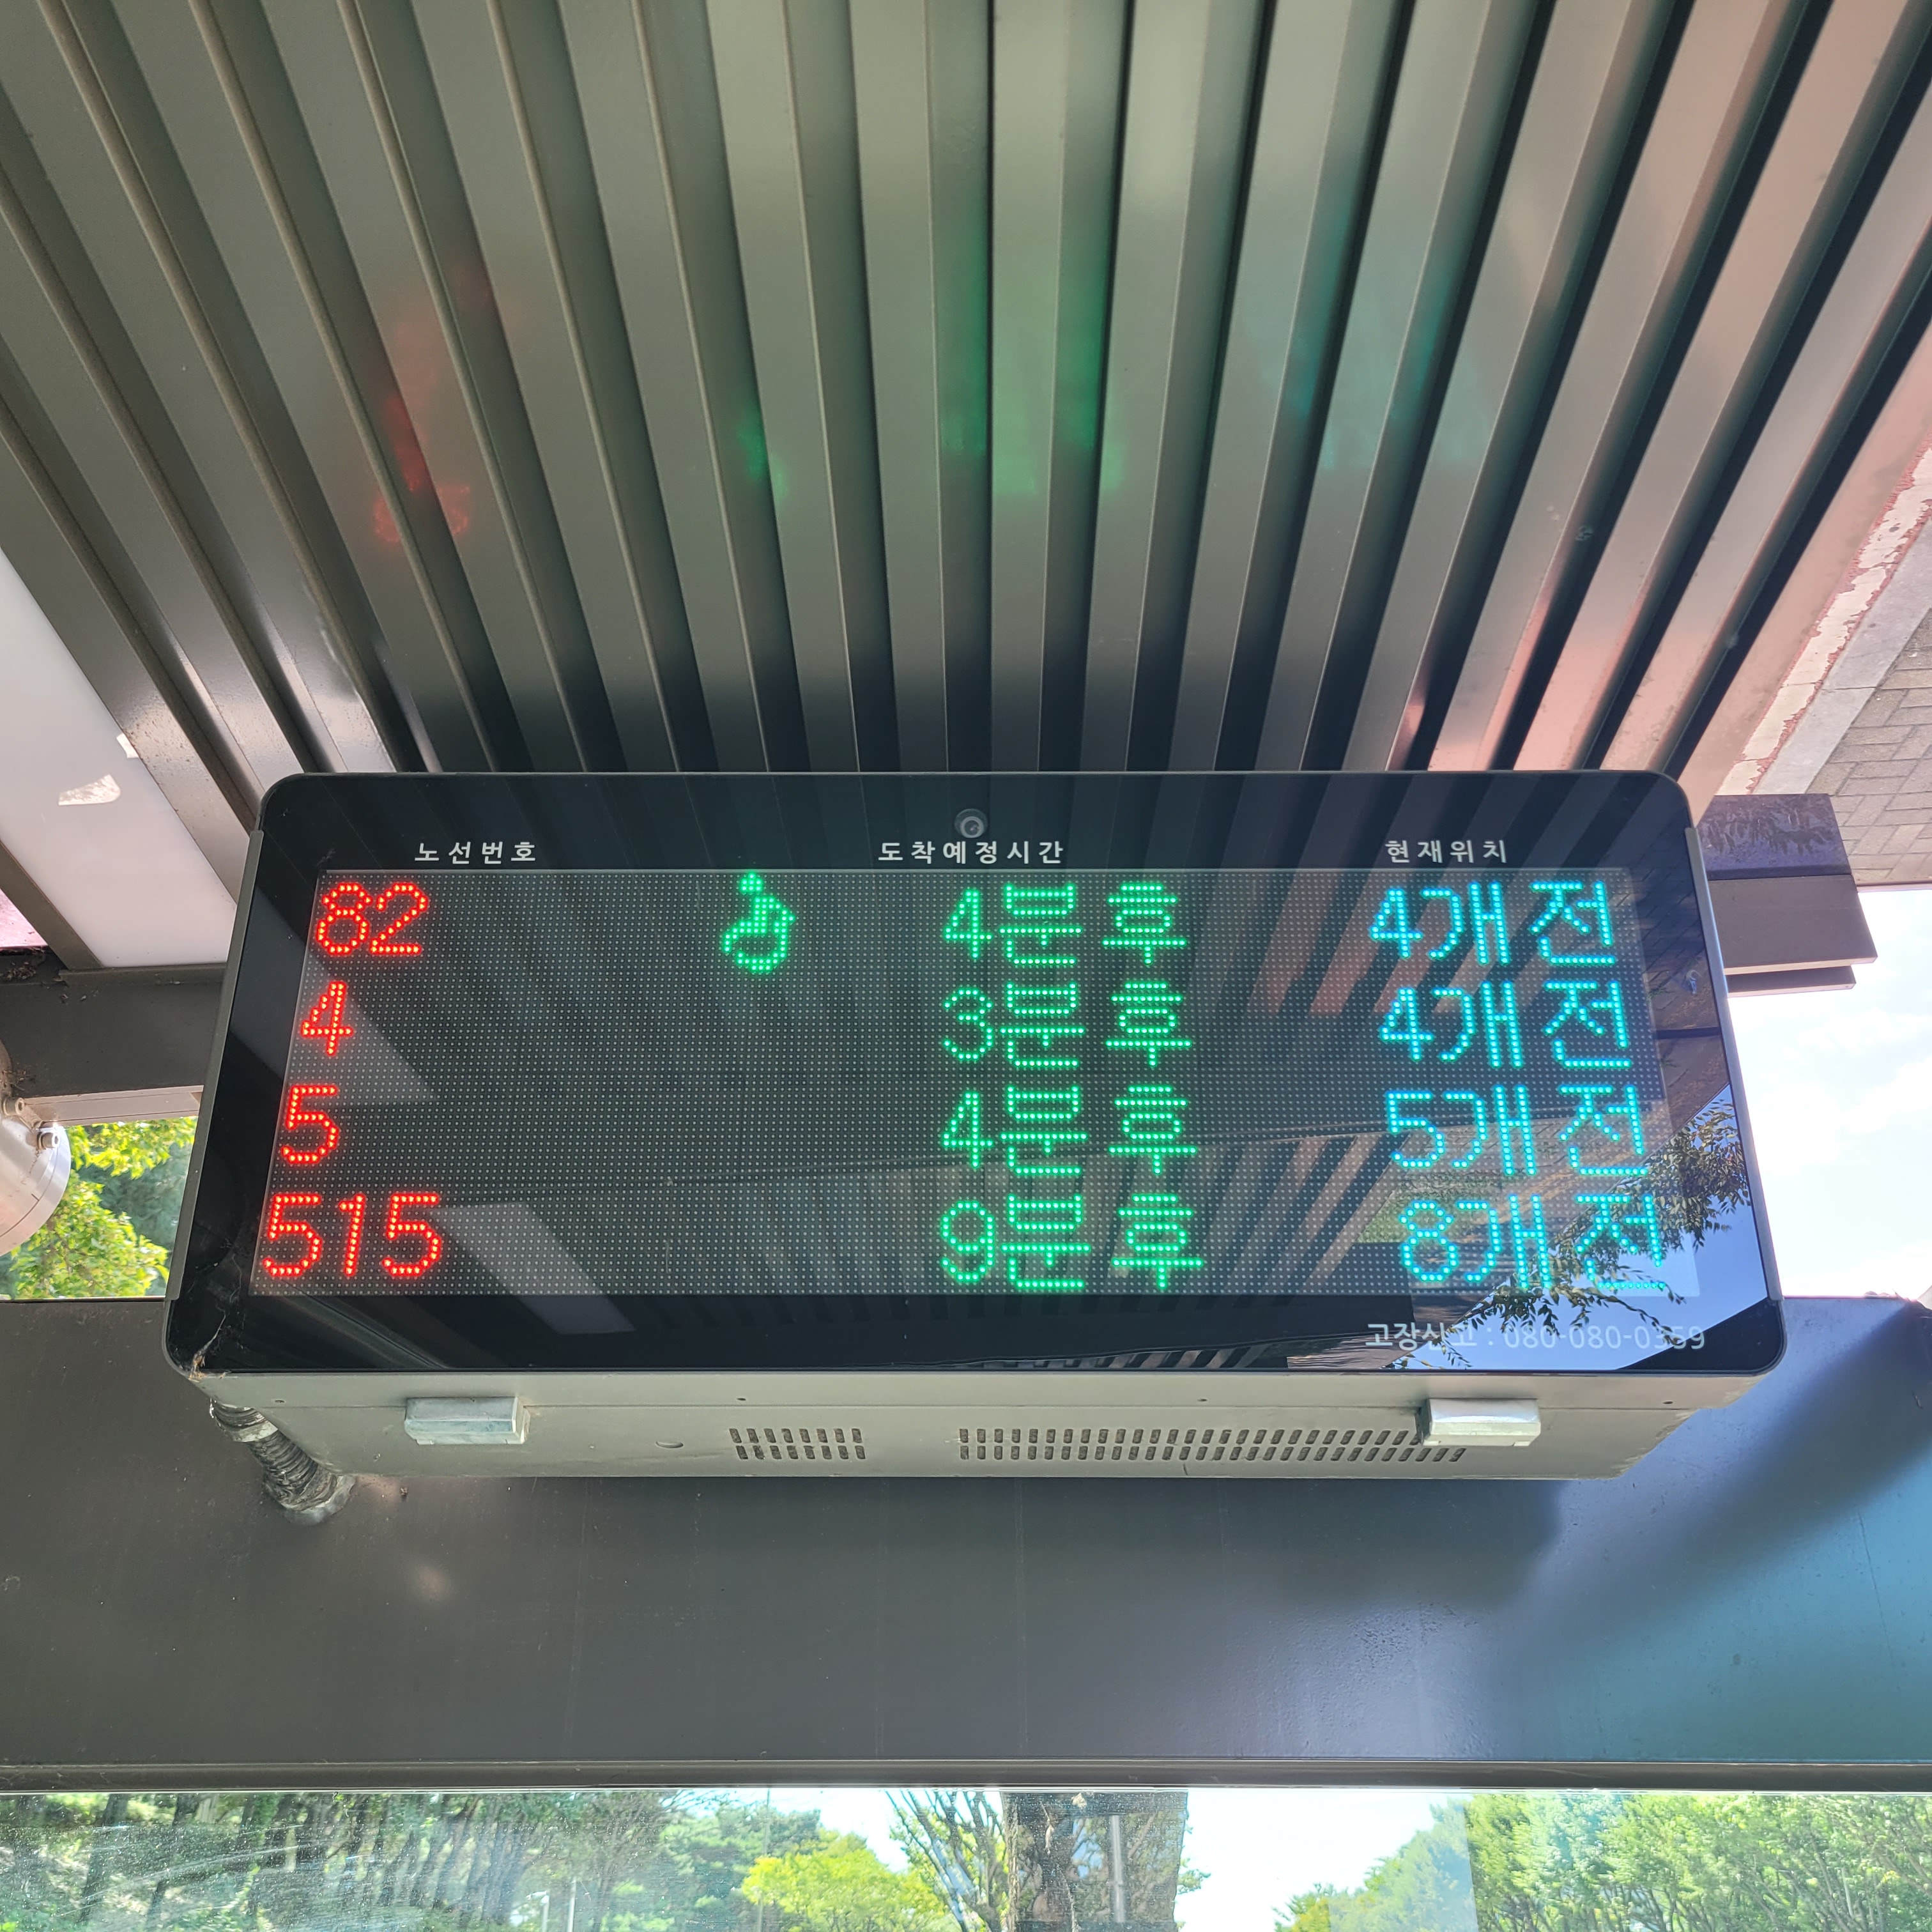 노선번호 도착예정시간 현재위치
82 4분 후 4개 전
4 3분 후 4개 전
5 4분 후 5개 전
515 9분 후 8개 전
고장신고 : 080-080-0359